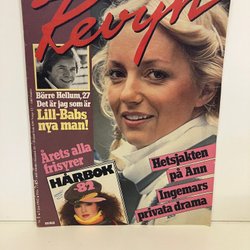 Revyn
Börre Hellum, 27
Det är jag som är
Lill-Babs
nya man!
Årets alla
frisyrer
HÅRBOK
-82
Hetsjakten
på Ann
Ingemars
privata drama